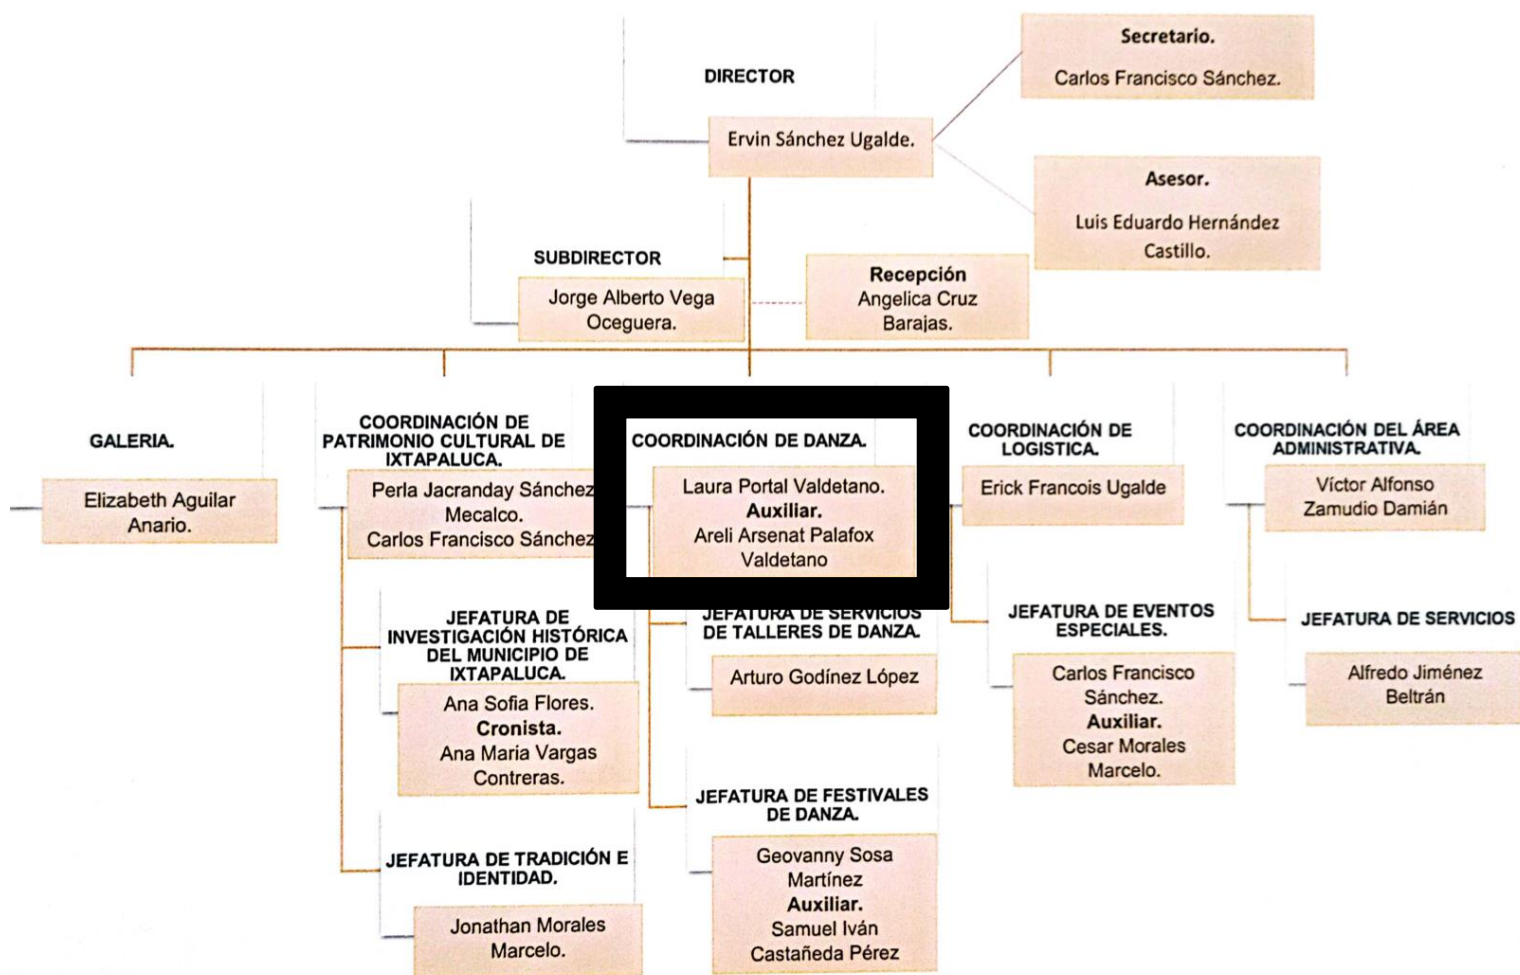 DIRECTOR
Ervin Sánchez Ugalde.
Secretario.
Carlos Francisco Sánchez.
Asesor.
Luis Eduardo Hernández
Castillo.
SUBDIRECTOR
Jorge Alberto Vega
Oceguera.
Recepción
Angelica Cruz
Barajas.
GALERIA.
Elizabeth Aguilar
Anario.
COORDINACIÓN DE
PATRIMONIO CULTURAL DE
IXTAPALUCA.
Perla Jacranday Sánchez
Mecalco.
Carlos Francisco Sánchez
JEFATURA DE
INVESTIGACIÓN HISTÓRICA
DEL MUNICIPIO DE
IXTAPALUCA.
Ana Sofia Flores.
Cronista.
Ana Maria Vargas
Contreras.
JEFATURA DE TRADICIÓN E
IDENTIDAD.
Jonathan Morales
Marcelo.
COORDINACIÓN DE DANZA.
Laura Portal Valdetano.
Auxiliar.
Areli Arsenat Palafox
Valdetano
JEFATURA DE SERVICIOS
DE TALLERES DE DANZA.
Arturo Godínez López
JEFATURA DE FESTIVALES
DE DANZA.
Geovanny Sosa
Martínez
Auxiliar.
Samuel Iván
Castañeda Pérez
COORDINACIÓN DE
LOGISTICA.
Erick Francois Ugalde
JEFATURA DE EVENTOS
ESPECIALES.
Carlos Francisco
Sánchez.
Auxiliar.
Cesar Morales
Marcelo.
COORDINACIÓN DEL ÁREA
ADMINISTRATIVA.
Víctor Alfonso
Zamudio Damián
JEFATURA DE SERVICIOS
Alfredo Jiménez
Beltrán